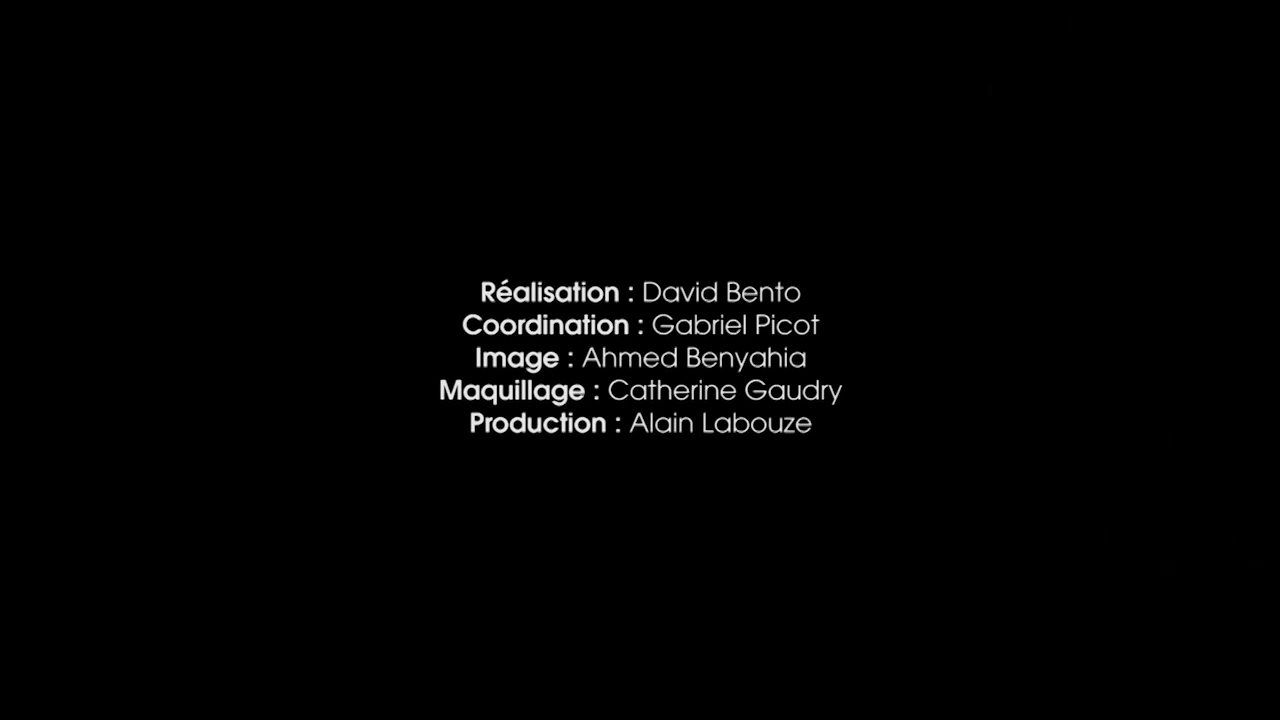 Réalisation : David Bento
Coordination : Gabriel Picot
Image : Ahmed Benyahia
Maquillage : Catherine Gaudry
Production : Alain Labouze